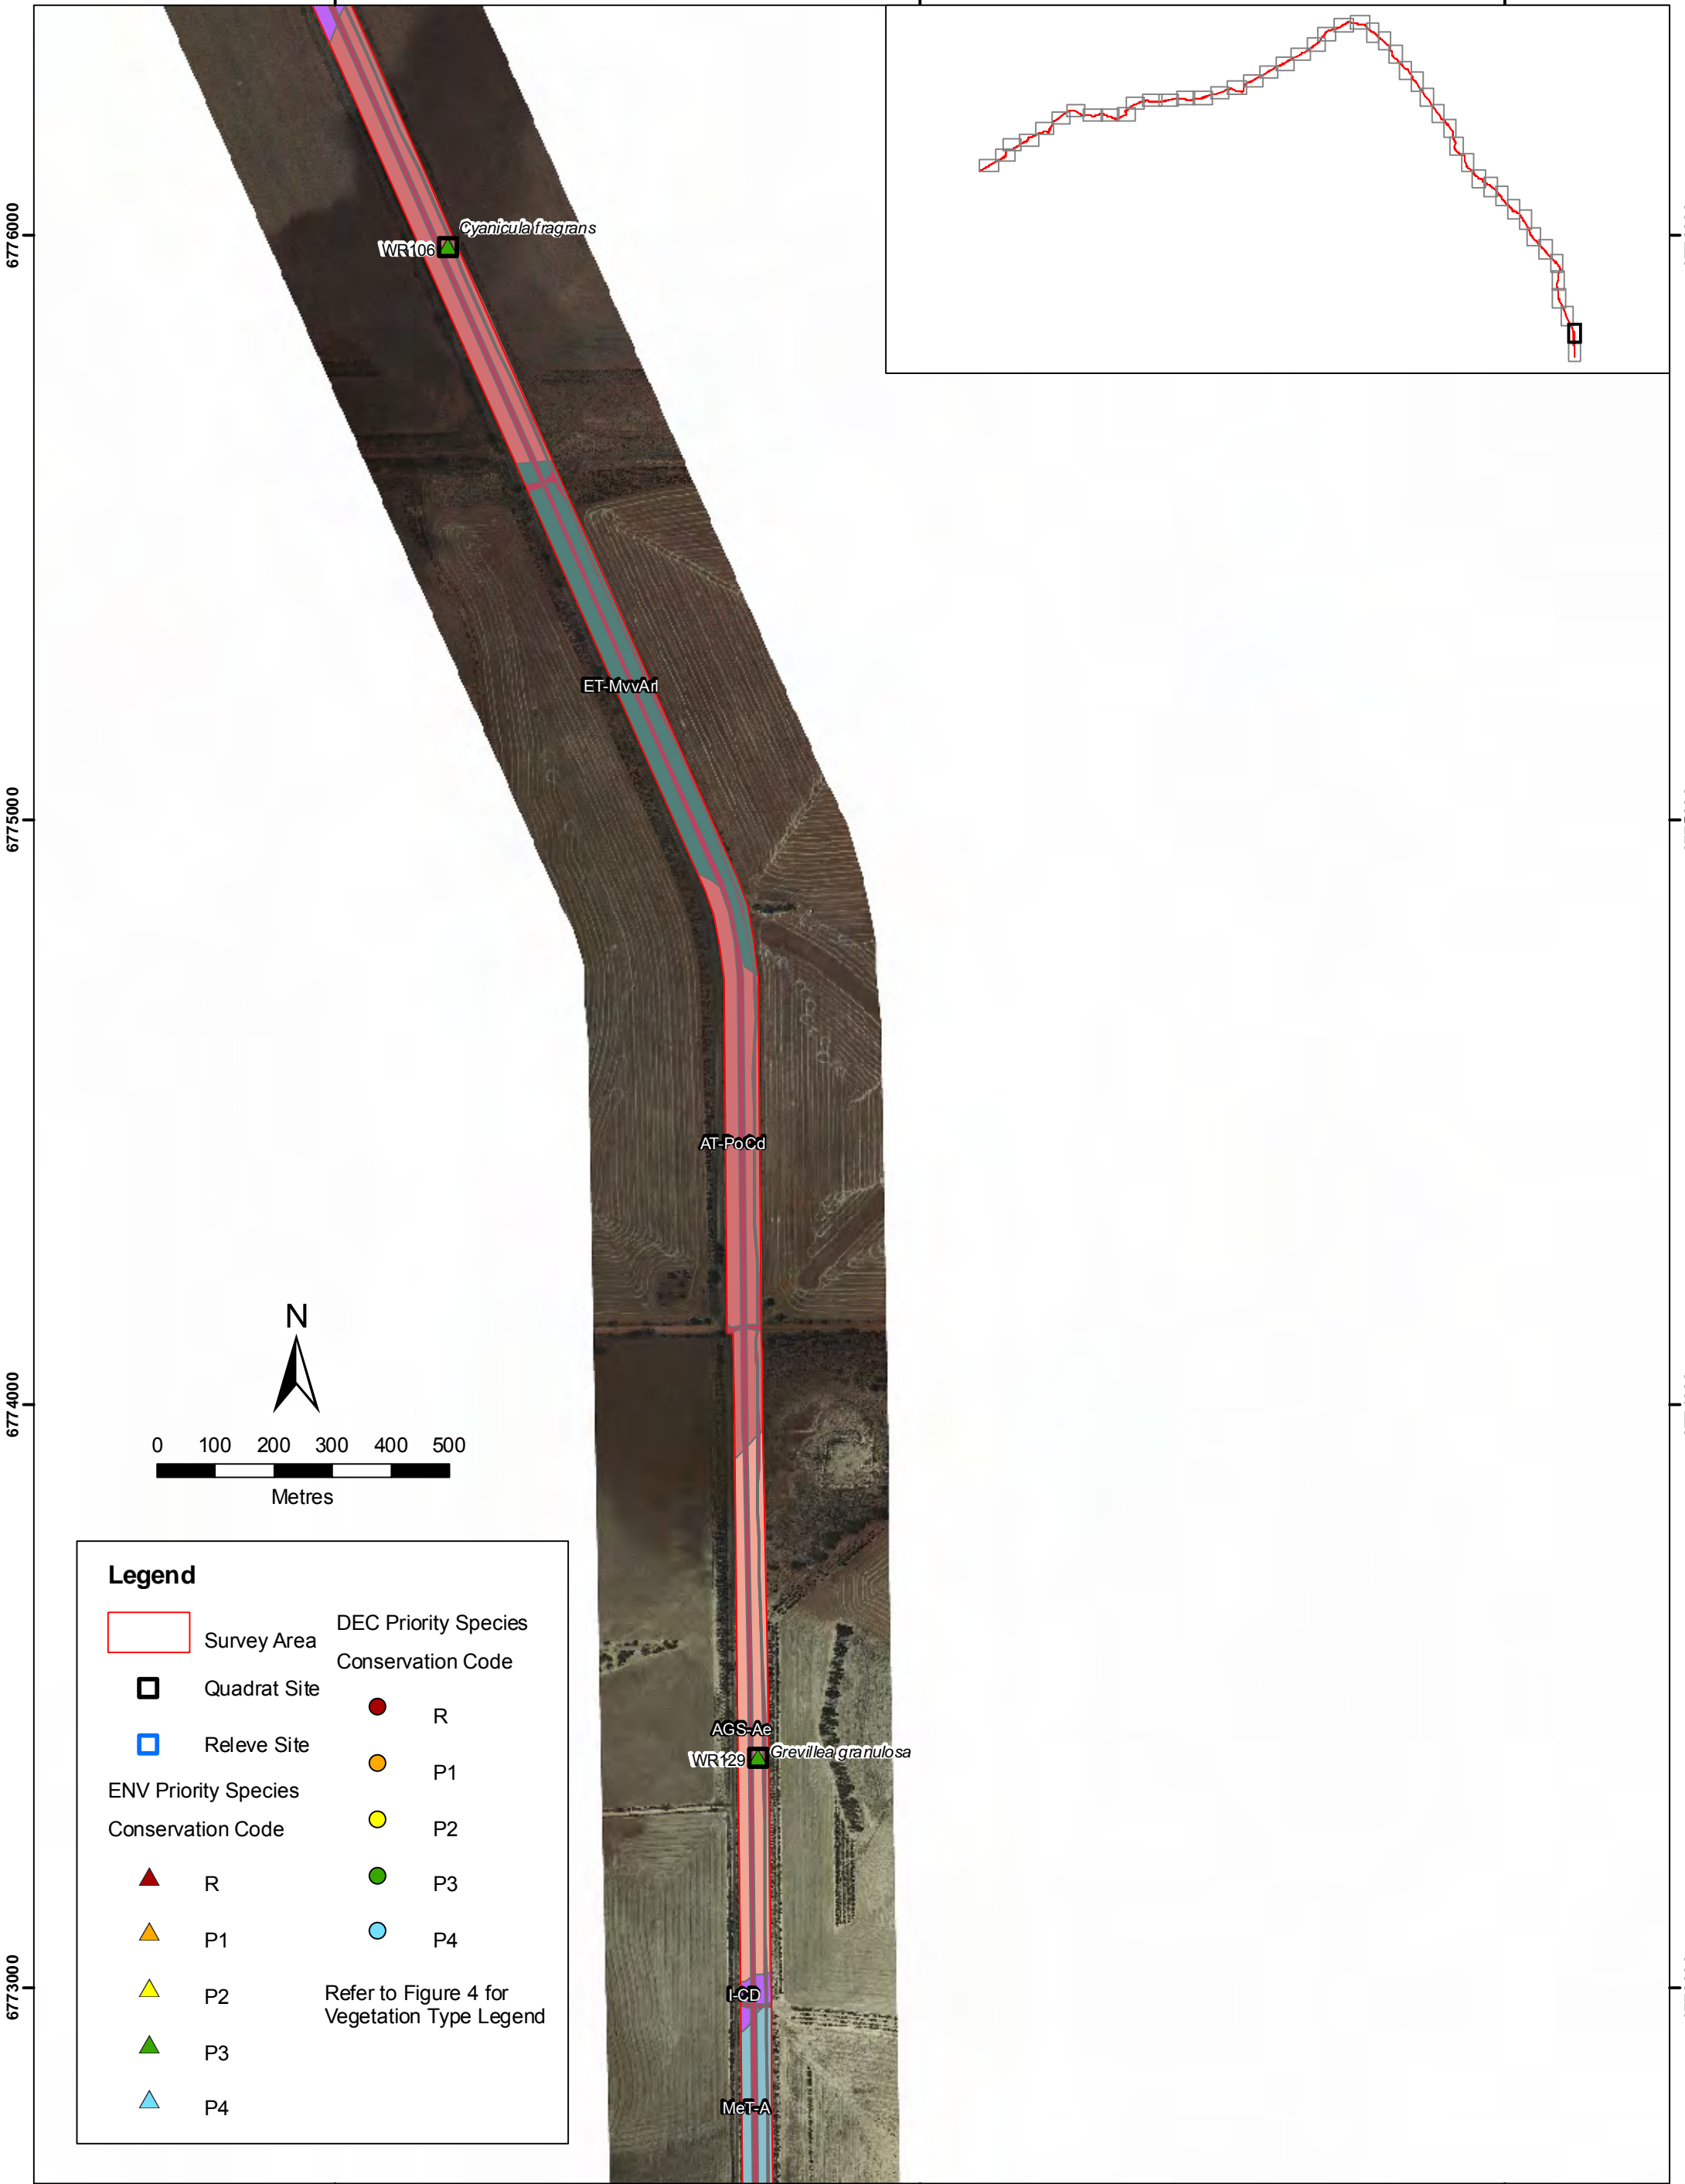 6776000
Cyanicula fragrans
WR106
ET-MvvArl
6775000
AT-PoCd
N
6774000
0 100 200 300 400 500
Metres
Legend
Survey Area
Quadrat Site
Releve Site
ENV Priority Species
Conservation Code
R
P1
P2
P3
P4
DEC Priority Species
Conservation Code
R
P1
P2
P3
P4
Refer to Figure 4 for
Vegetation Type Legend
AGS-Ae
WR129
Grevillea granulosa
6773000
I-CD
MeT-A